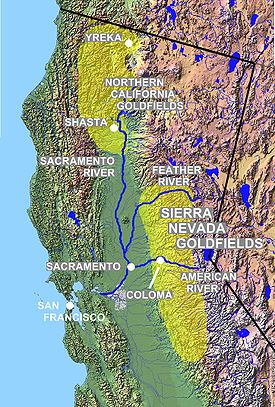 YREKA
NORTHERN
CALIFORNIA
GOLDFIELDS
SHASTA
SACRAMENTO
RIVER
FEATHER
RIVER
SIERRA
NEVADA
GOLDFIELDS
SACRAMENTO
COLOMA
AMERICAN
RIVER
SAN
FRANCISCO